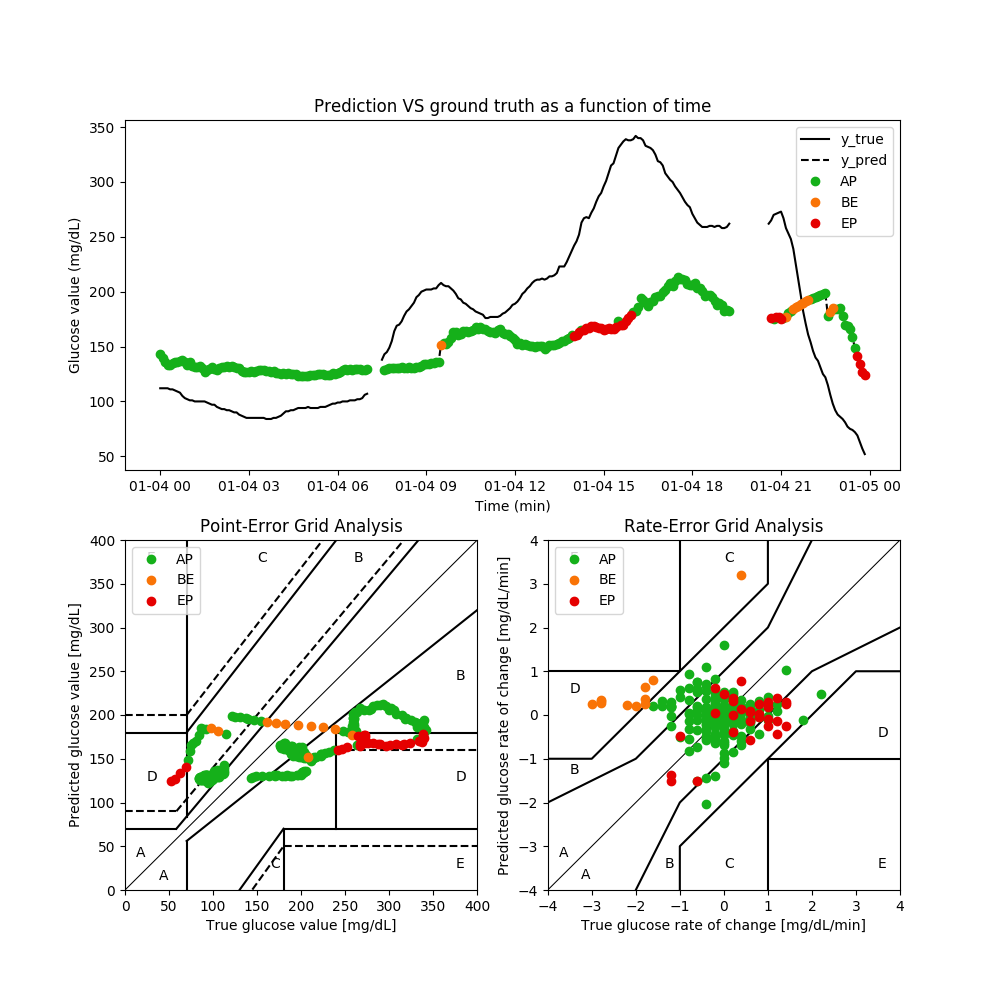 Prediction VS ground truth as a function of time
Glucose value (mg/dL)
350
300
250
200
150
100
50
y_true
y_pred
AP
BE
EP
01-04 00 01-04 03 01-04 06 01-04 09 01-04 12 01-04 15 01-04 18 01-04 21 01-05 00
Time (min)
Point-Error Grid Analysis
Predicted glucose value [mg/dl]
400
350
300
250
200
150
100
50
0
AP
BE
EP
C
B
B
D
D
A
A
C
E
0 50 100 150 200 250 300 350 400
True glucose value [mg/dL]
Rate-Error Grid Analysis
Predicted glucose rate of change [mg/dL/min]
4
3
2
1
0
−1
−2
−3
−4
AP
BE
EP
C
D
D
B
A
A
B
C
E
−4 −3 −2 −1 0 1 2 3 4
True glucose rate of change [mg/dL/min]